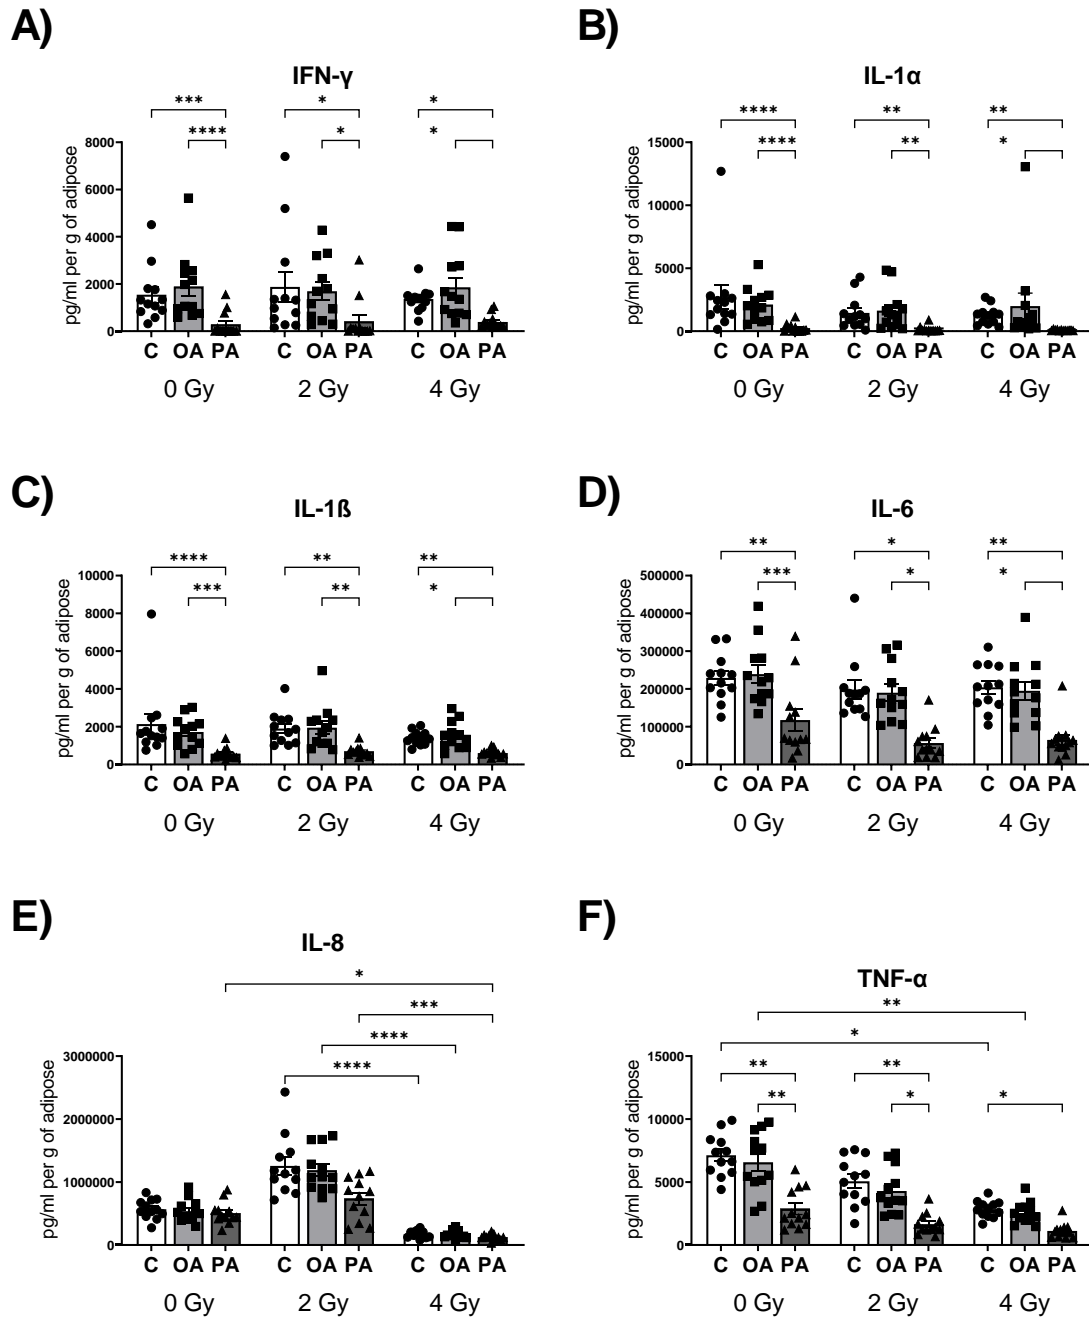 A)
IFN-γ
*** * *
**** * *
pg/ml per g of adipose
8000
6000
4000
2000
0
C OA PA C OA PA C OA PA
0 Gy 2 Gy 4 Gy
B)
IL-1α
**** ** **
**** ** *
pg/ml per g of adipose
15000
10000
5000
0
C OA PA C OA PA C OA PA
0 Gy 2 Gy 4 Gy
C)
IL-1ß
**** ** **
*** ** *
pg/ml per g of adipose
10000
8000
6000
4000
2000
0
C OA PA C OA PA C OA PA
0 Gy 2 Gy 4 Gy
D)
IL-6
** * **
*** * *
pg/ml per g of adipose
500000
400000
300000
200000
100000
0
C OA PA C OA PA C OA PA
0 Gy 2 Gy 4 Gy
E)
IL-8
*
***
****
****
pg/ml per g of adipose
3000000
2000000
1000000
0
C OA PA C OA PA C OA PA
0 Gy 2 Gy 4 Gy
F)
TNF-α
**
*
** **
** * *
pg/ml per g of adipose
15000
10000
5000
0
C OA PA C OA PA C OA PA
0 Gy 2 Gy 4 Gy